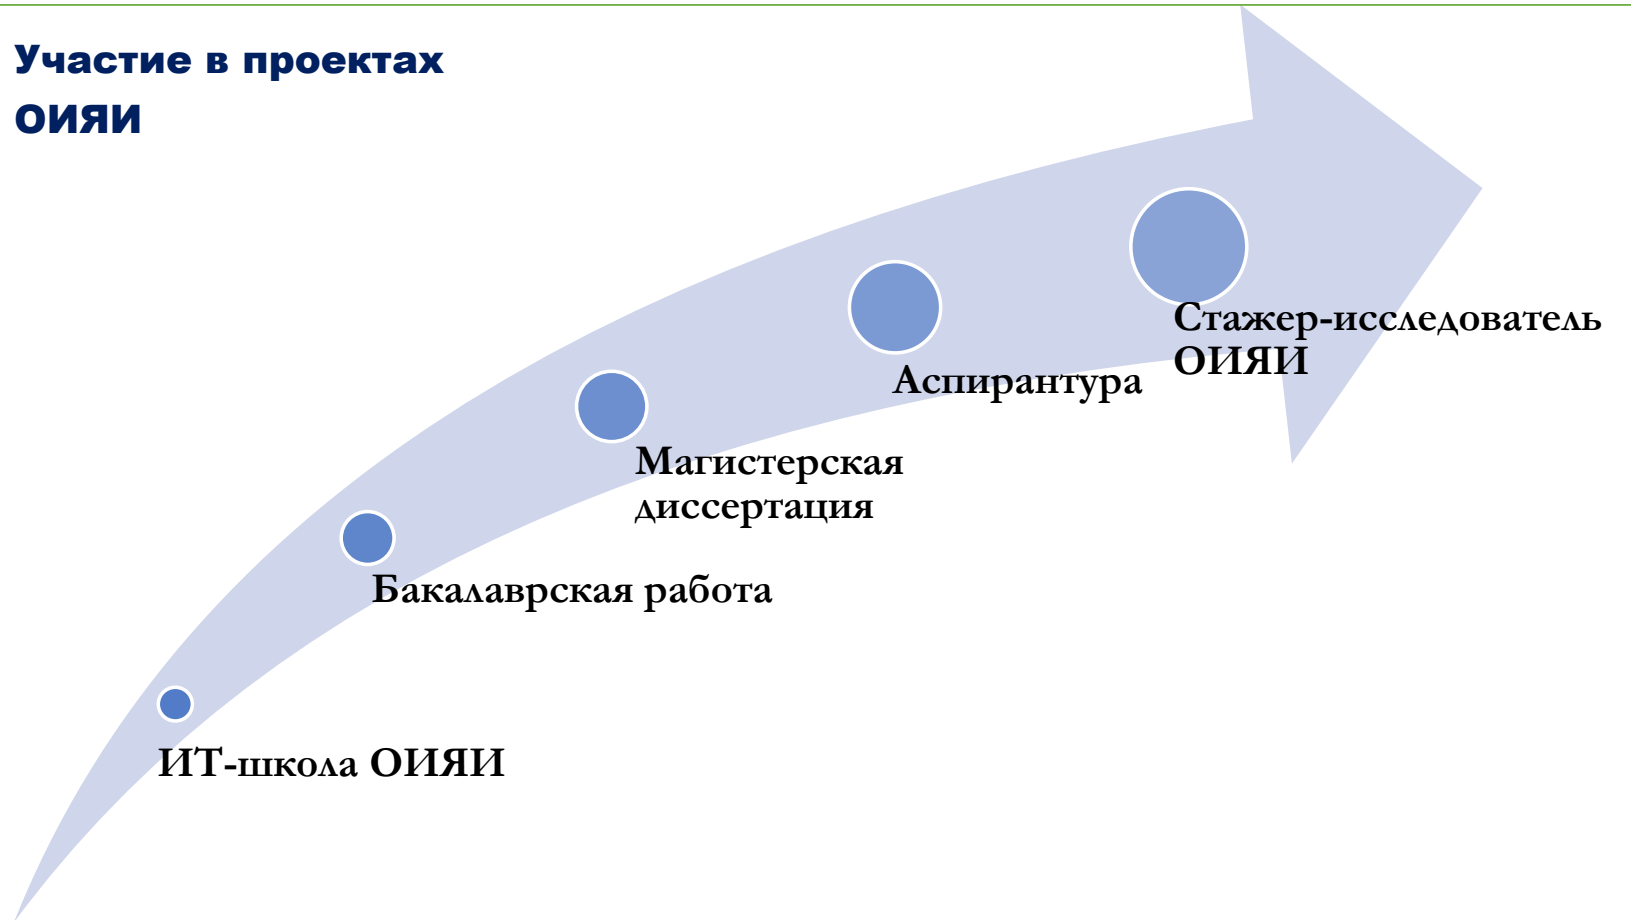 Участие в проектах
ОИЯИ
Стажер-исследователь
ОИЯИ
Аспирантура
Магистерская
диссертация
Бакалаврская работа
ИТ-школа ОИЯИ